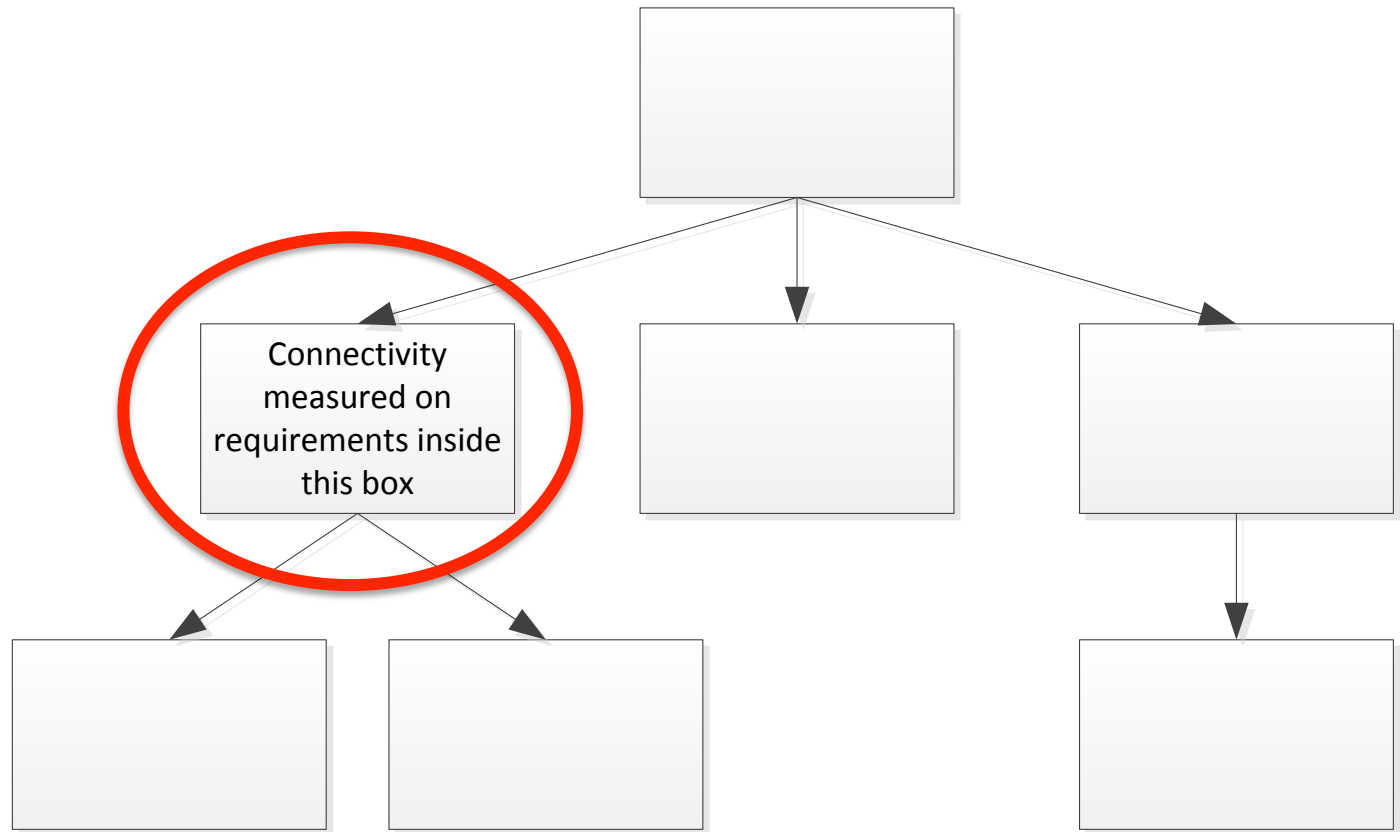 Connectivity
measured on
requirements inside
this box